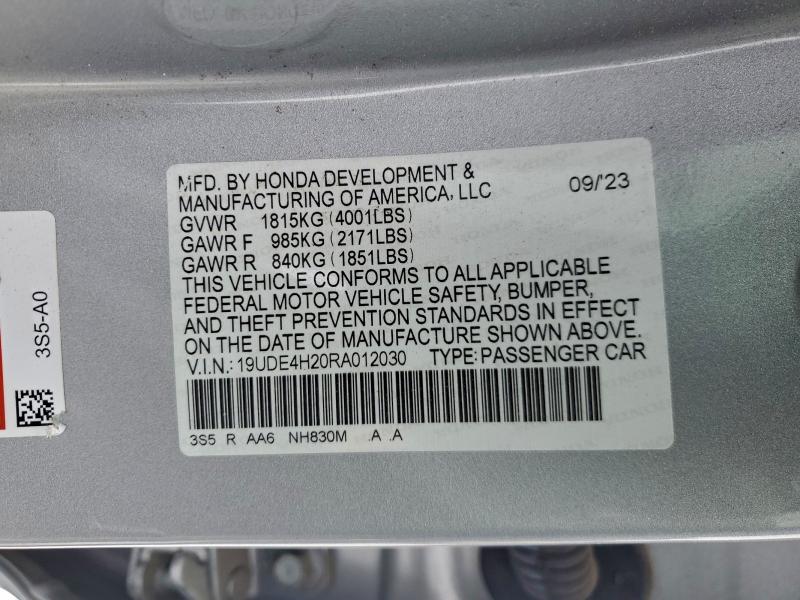 MFD. BY HONDA DEVELOPMENT &
MANUFACTURING OF AMERICA, LLC 09/'23
GVWR 1815KG(4001LBS)
GAWR F 985KG(2171LBS)
GAWR R 840KG(1851LBS)
THIS VEHICLE CONFORMS TO ALL APPLICABLE
FEDERAL MOTOR VEHICLE SAFETY, BUMPER,
AND THEFT PREVENTION STANDARDS IN EFFECT
ON THE DATE OF MANUFACTURE SHOWN ABOVE.
V.I.N.: 19UDE4H20RA012030 TYPE: PASSENGER CAR
3S5 R AA6 NH830M .A .A
3S5-A0